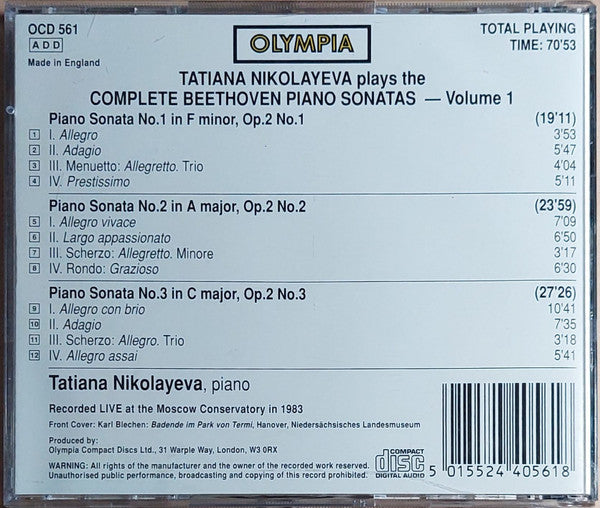 OCD 561
ADD
Made in England
OLYMPIA
TOTAL PLAYING
TIME: 70'53
TATIANA NIKOLAYEVA plays the
COMPLETE BEETHOVEN PIANO SONATAS — Volume 1
Piano Sonata No.1 in F minor, Op.2 No.1 (19'11)
1 I. Allegro 3'53
2 II. Adagio 5'47
3 III. Menuetto: Allegretto. Trio 4'04
4 IV. Prestissimo 5'11
Piano Sonata No.2 in A major, Op.2 No.2 (23'59)
5 I. Allegro vivace 7'09
6 II. Largo appassionato 6'50
7 III. Scherzo: Allegretto. Minore 3'17
8 IV. Rondo: Grazioso 6'30
Piano Sonata No.3 in C major, Op.2 No.3 (27'26)
9 I. Allegro con brio 10'41
10 II. Adagio 7'35
11 III. Scherzo: Allegro. Trio 3'18
12 IV. Allegro assai 5'41
Tatiana Nikolayeva, piano
Recorded LIVE at the Moscow Conservatory in 1983
Front Cover: Karl Blechen: Badende im Park von Terni, Hanover, Niedersächsisches Landesmuseum
Produced by:
Olympia Compact Discs Ltd., 31 Warple Way, London, W3 0RX
WARNING: All rights of the manufacturer and the owner of the recorded work reserved.
Unauthorised public performance, broadcasting and copying of this record prohibited.
COMPACT
disc
DIGITAL AUDIO
5 015524 405618